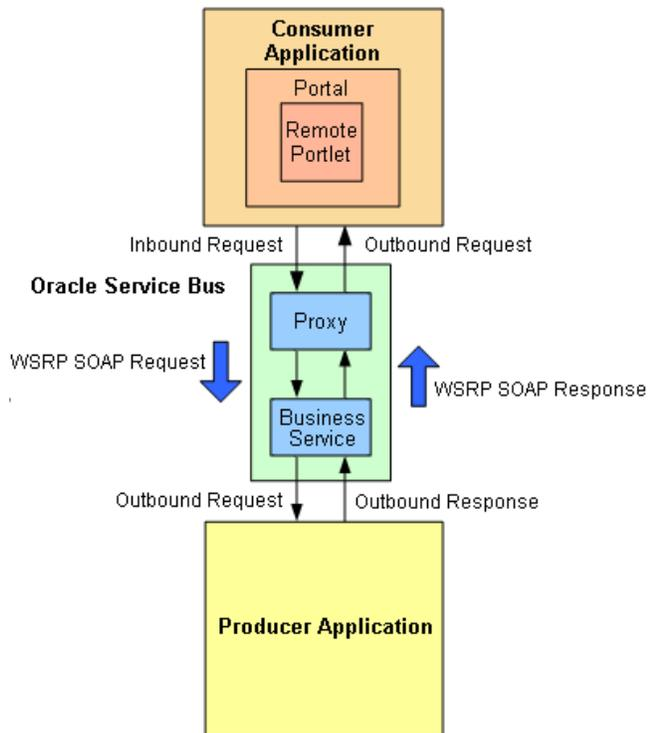 Consumer
Application
Portal
Remote
Portlet
Inbound Request
Outbound Request
Oracle Service Bus
Proxy
WSRP SOAP Request
WSRP SOAP Response
Business
Service
Outbound Request
Outbound Response
Producer Application